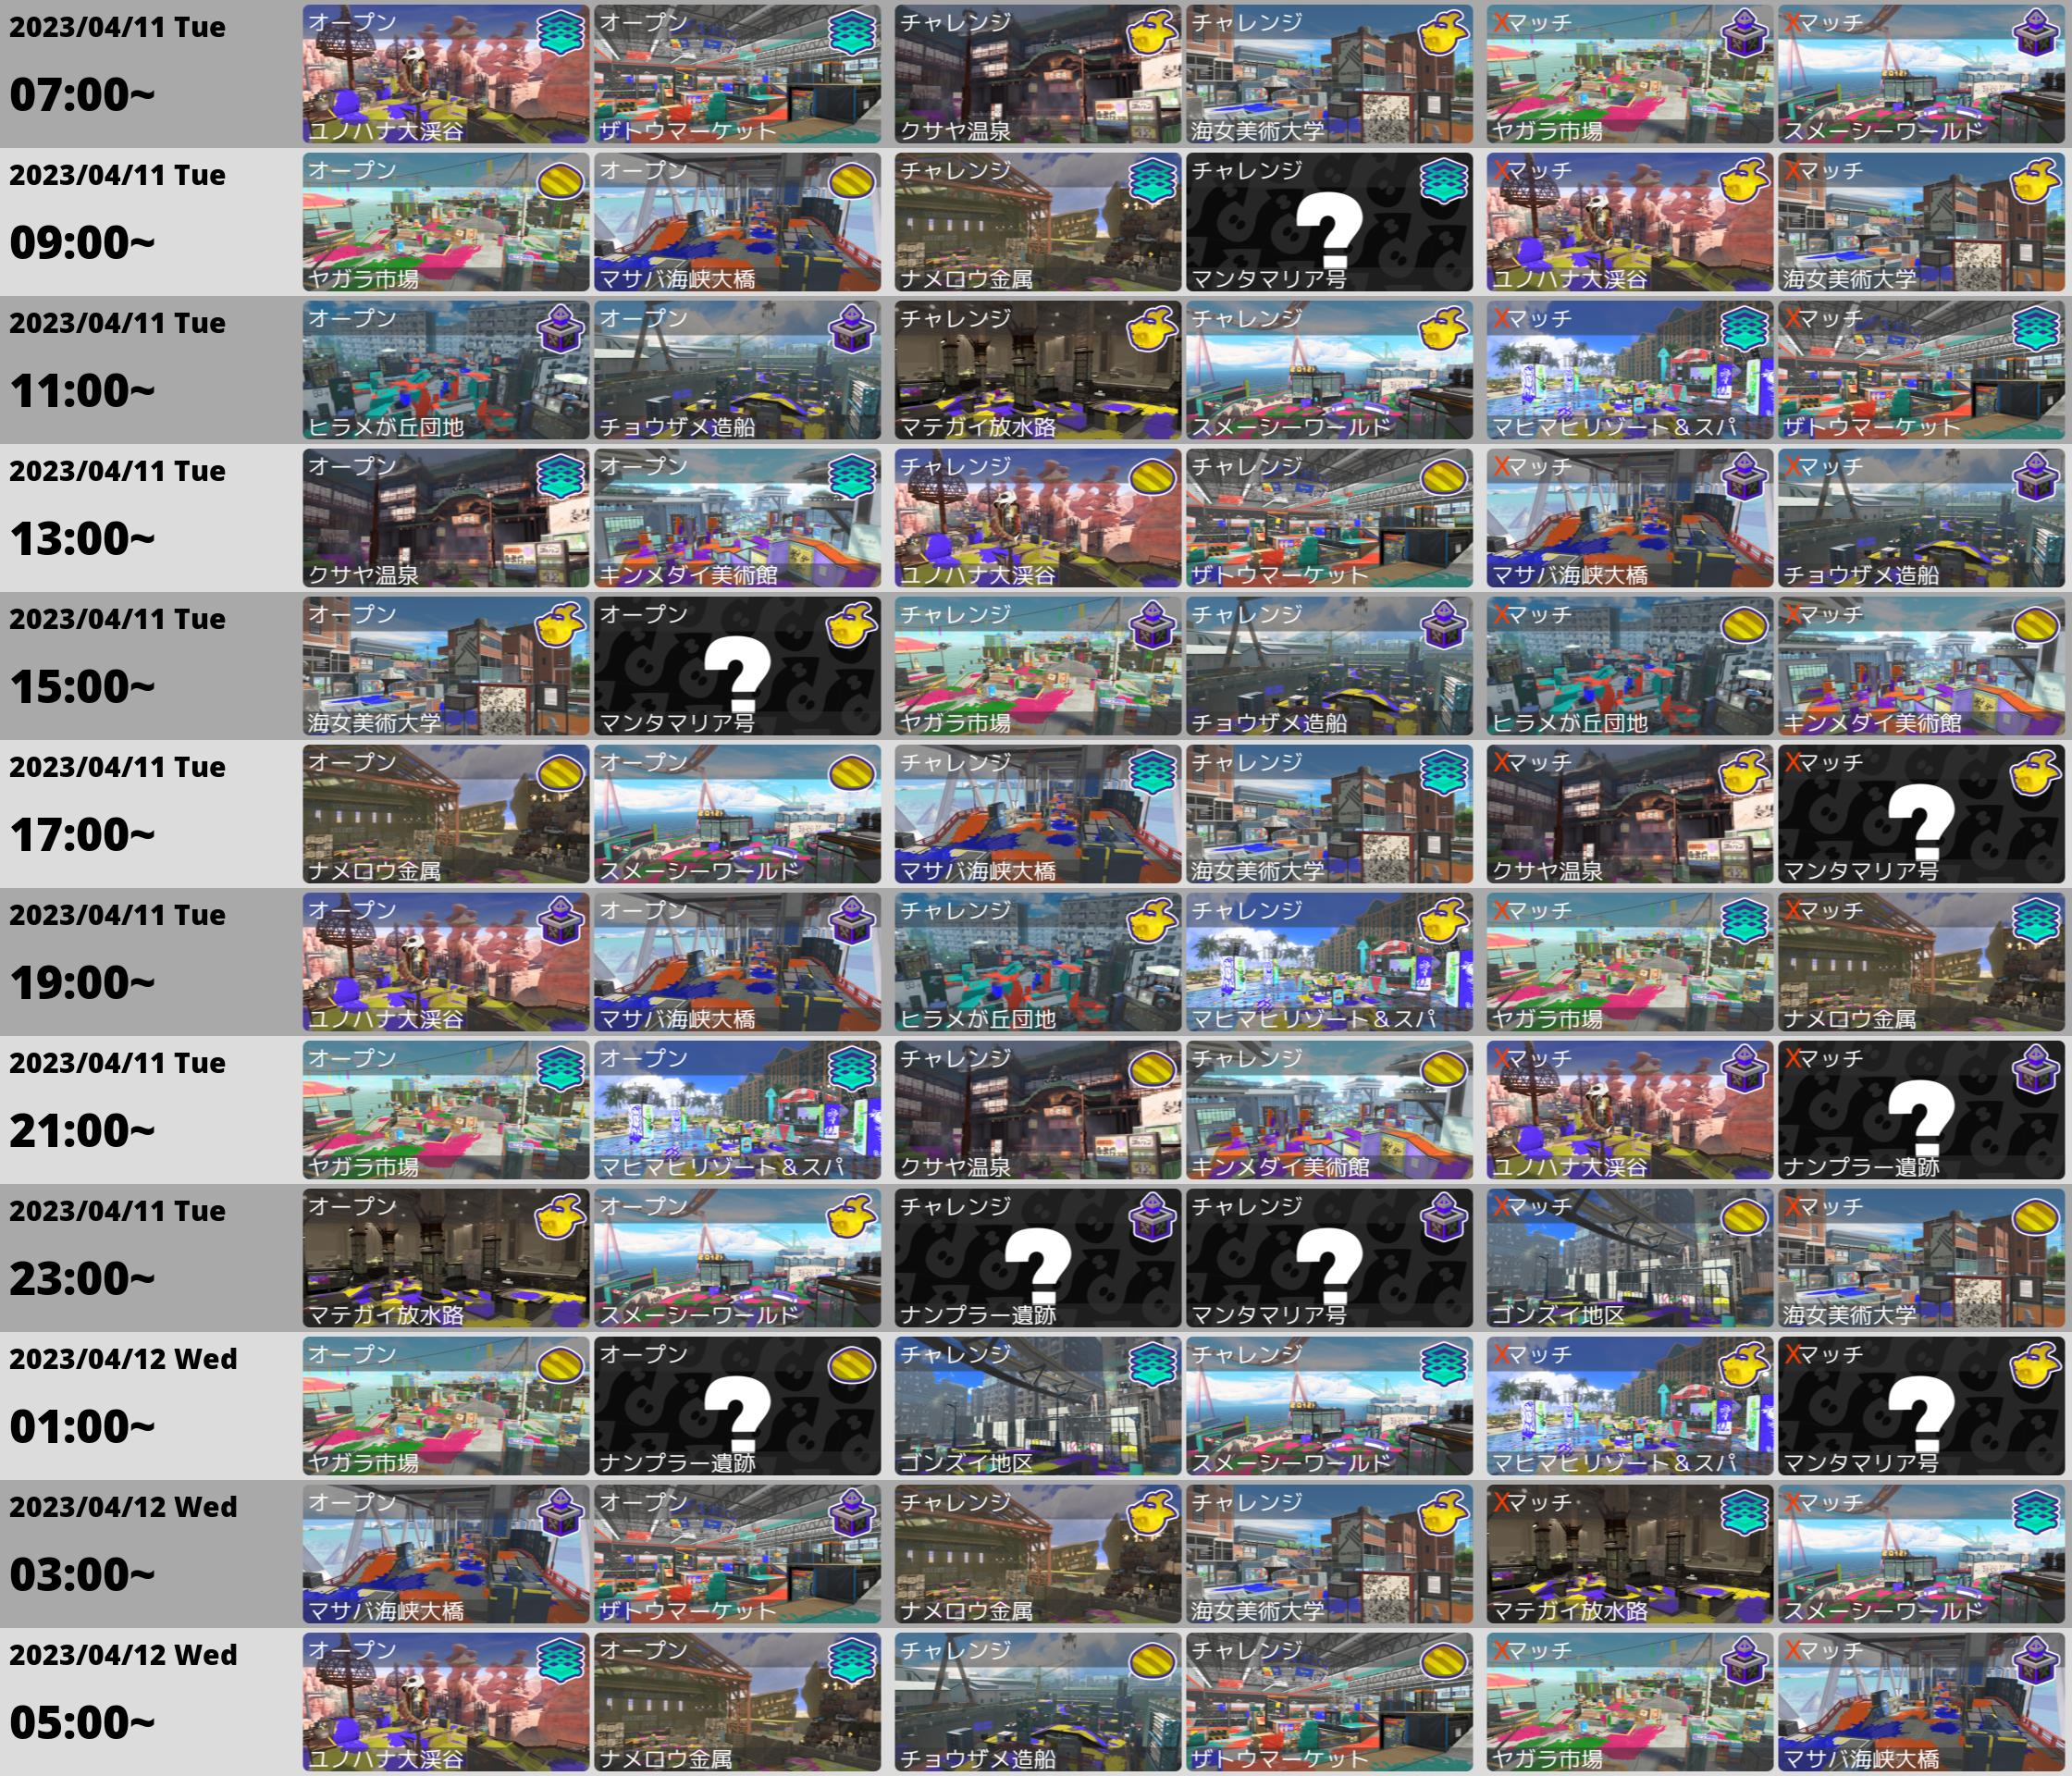 2023/04/11 Tue
07:00~
オープン オープン チャレンジ チャレンジ Xマッチ Xマッチ
ユノハナ大渓谷 ザトウマーケット クサヤ温泉 海女美術大学 ヤガラ市場 スメーシーワールド
2023/04/11 Tue
09:00~
オープン オープン チャレンジ チャレンジ Xマッチ Xマッチ
ヤガラ市場 マサバ海峡大橋 ナメロウ金属 マンタマリア号 ユノハナ大渓谷 海女美術大学
2023/04/11 Tue
11:00~
オープン オープン チャレンジ チャレンジ Xマッチ Xマッチ
ヒラメが丘団地 チョウザメ造船 マテガイ放水路 スメーシーワールド マヒマヒリゾート&スパ ザトウマーケット
2023/04/11 Tue
13:00~
オープン オープン チャレンジ チャレンジ Xマッチ Xマッチ
クサヤ温泉 キンメダイ美術館 ユノハナ大渓谷 ザトウマーケット マサバ海峡大橋 チョウザメ造船
2023/04/11 Tue
15:00~
オープン オープン チャレンジ チャレンジ Xマッチ Xマッチ
海女美術大学 マンタマリア号 ヤガラ市場 チョウザメ造船 ヒラメが丘団地 キンメダイ美術館
2023/04/11 Tue
17:00~
オープン オープン チャレンジ チャレンジ Xマッチ Xマッチ
ナメロウ金属 スメーシーワールド マサバ海峡大橋 海女美術大学 クサヤ温泉 マンタマリア号
2023/04/11 Tue
19:00~
オープン オープン チャレンジ チャレンジ Xマッチ Xマッチ
ユノハナ大渓谷 マサバ海峡大橋 ヒラメが丘団地 マヒマヒリゾート&スパ ヤガラ市場 ナメロウ金属
2023/04/11 Tue
21:00~
オープン オープン チャレンジ チャレンジ Xマッチ Xマッチ
ヤガラ市場 マヒマヒリゾート&スパ クサヤ温泉 キンメダイ美術館 ユノハナ大渓谷 ナンプラー遺跡
2023/04/11 Tue
23:00~
オープン オープン チャレンジ チャレンジ Xマッチ Xマッチ
マテガイ放水路 スメーシーワールド ナンプラー遺跡 マンタマリア号 ゴンズイ地区 海女美術大学
2023/04/12 Wed
01:00~
オープン オープン チャレンジ チャレンジ Xマッチ Xマッチ
ヤガラ市場 ナンプラー遺跡 ゴンズイ地区 スメーシーワールド マヒマヒリゾート&スパ マンタマリア号
2023/04/12 Wed
03:00~
オープン オープン チャレンジ チャレンジ Xマッチ Xマッチ
マサバ海峡大橋 ザトウマーケット ナメロウ金属 海女美術大学 マテガイ放水路 スメーシーワールド
2023/04/12 Wed
05:00~
オープン オープン チャレンジ チャレンジ Xマッチ Xマッチ
ユノハナ大渓谷 ナメロウ金属 チョウザメ造船 ザトウマーケット ヤガラ市場 マサバ海峡大橋